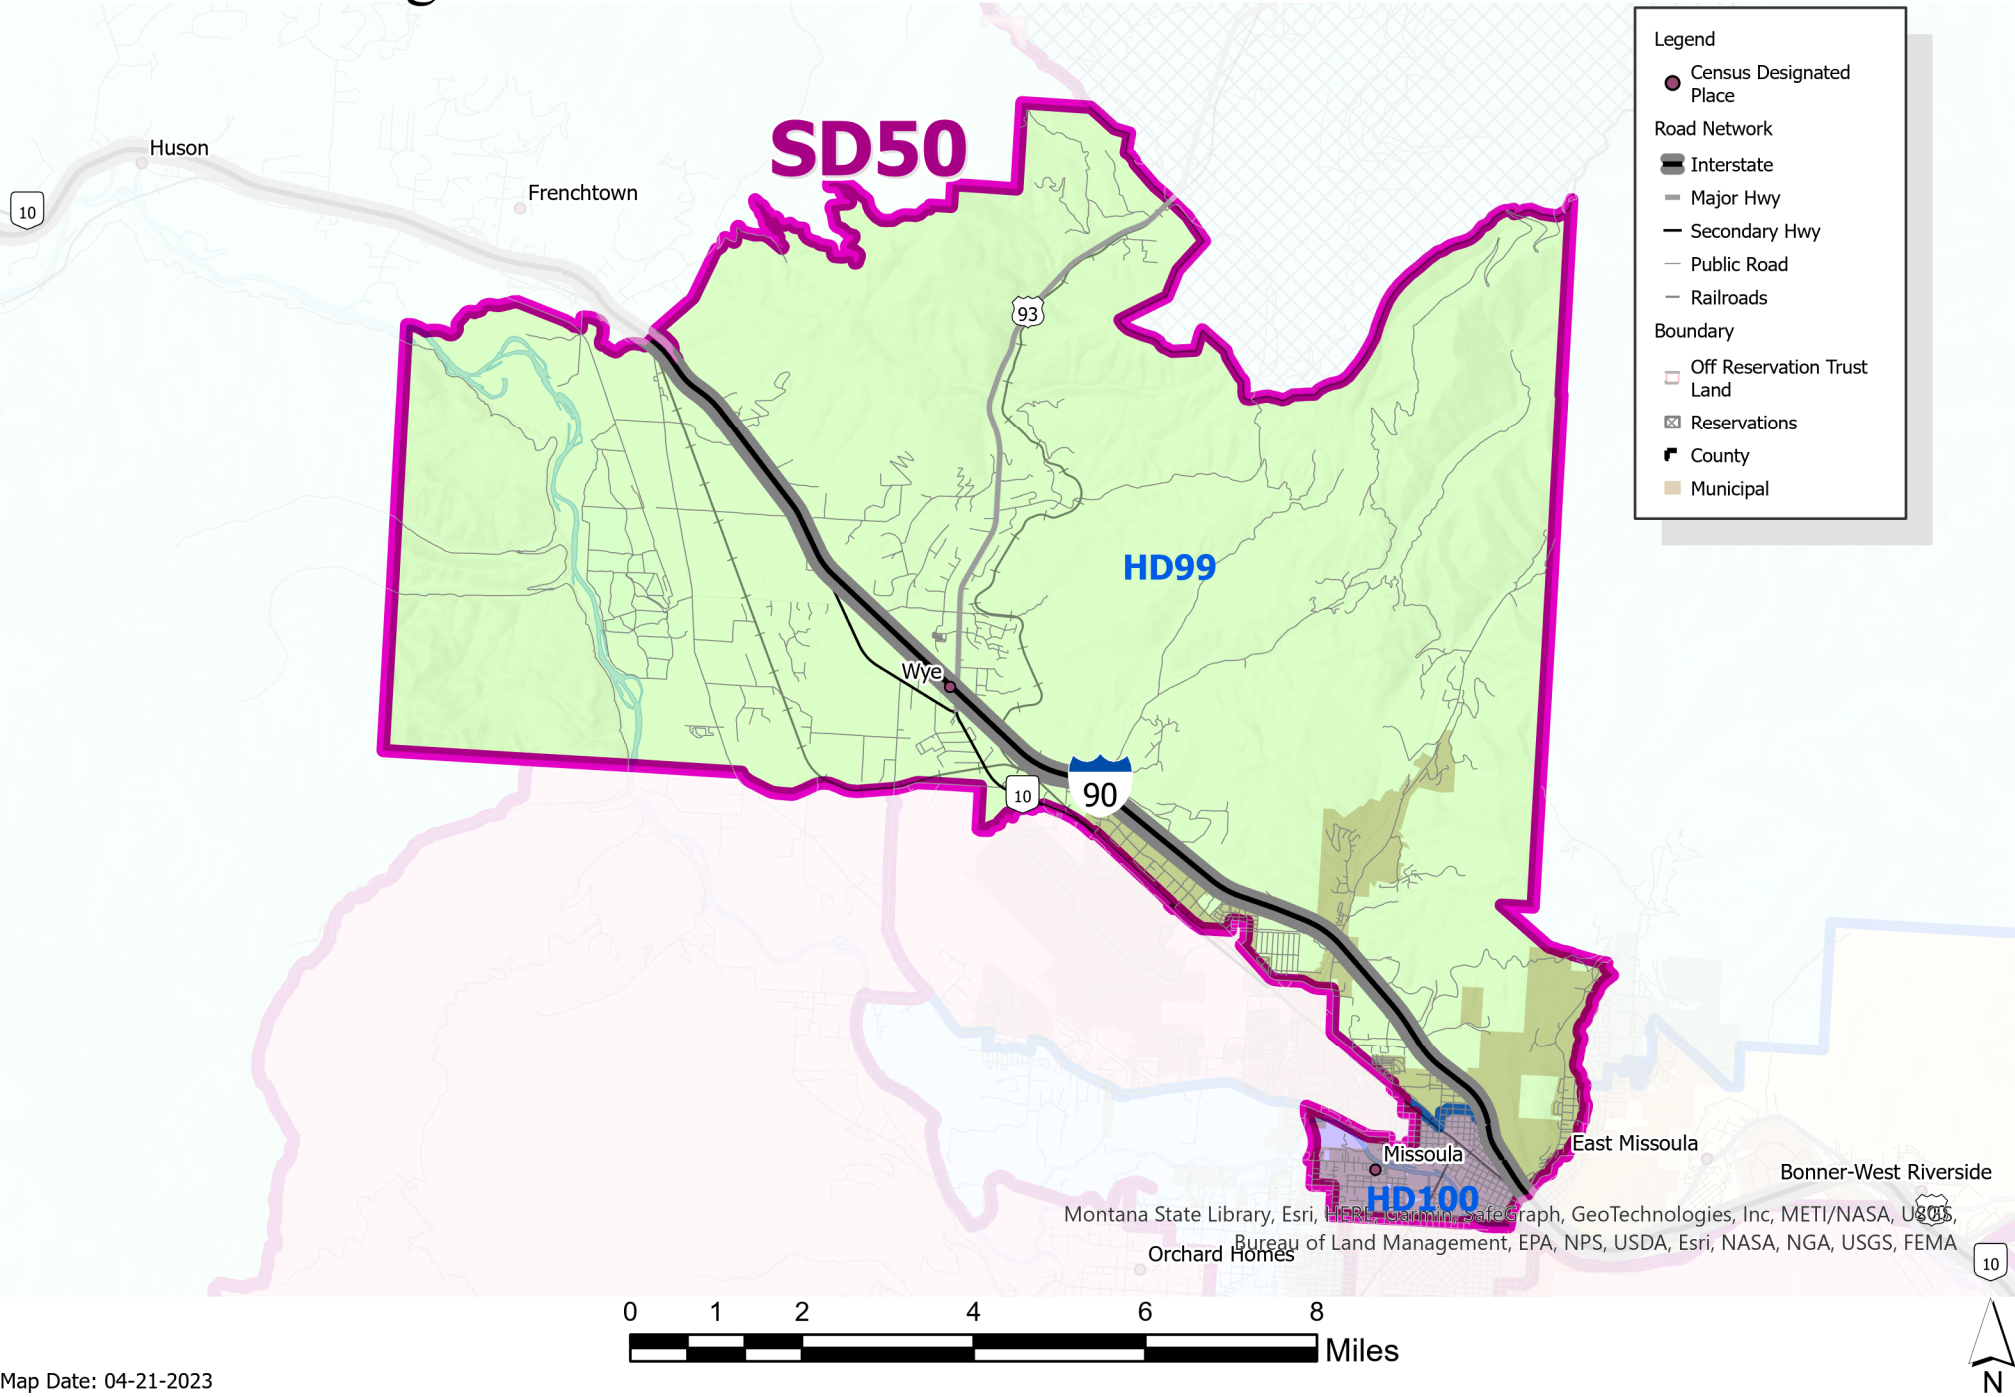 SD50
Huson
Frenchtown
10
93
HD99
Wye
10
90
Missoula
HD100
East Missoula
Bonner-West Riverside
Orchard Homes
10
Legend
Census Designated
Place
Road Network
Interstate
Major Hwy
Secondary Hwy
Public Road
Railroads
Boundary
Off Reservation Trust
Land
Reservations
County
Municipal
Montana State Library, Esri, HERE, Garmin, SafeGraph, GeoTechnologies, Inc, METI/NASA, USGS,
Bureau of Land Management, EPA, NPS, USDA, Esri, NASA, NGA, USGS, FEMA
0 1 2 4 6 8
Miles
Map Date: 04-21-2023
N